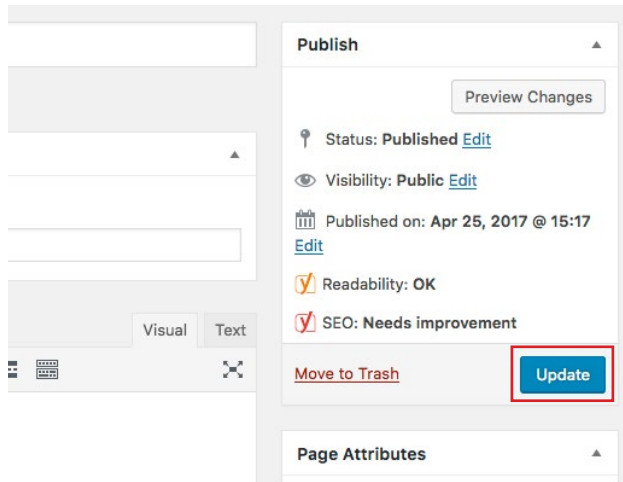 Publish
Preview Changes
Status: Published Edit
Visibility: Public Edit
Published on: Apr 25, 2017 @ 15:17
Edit
Readability: OK
SEO: Needs improvement
Visual Text
Move to Trash
Update
Page Attributes